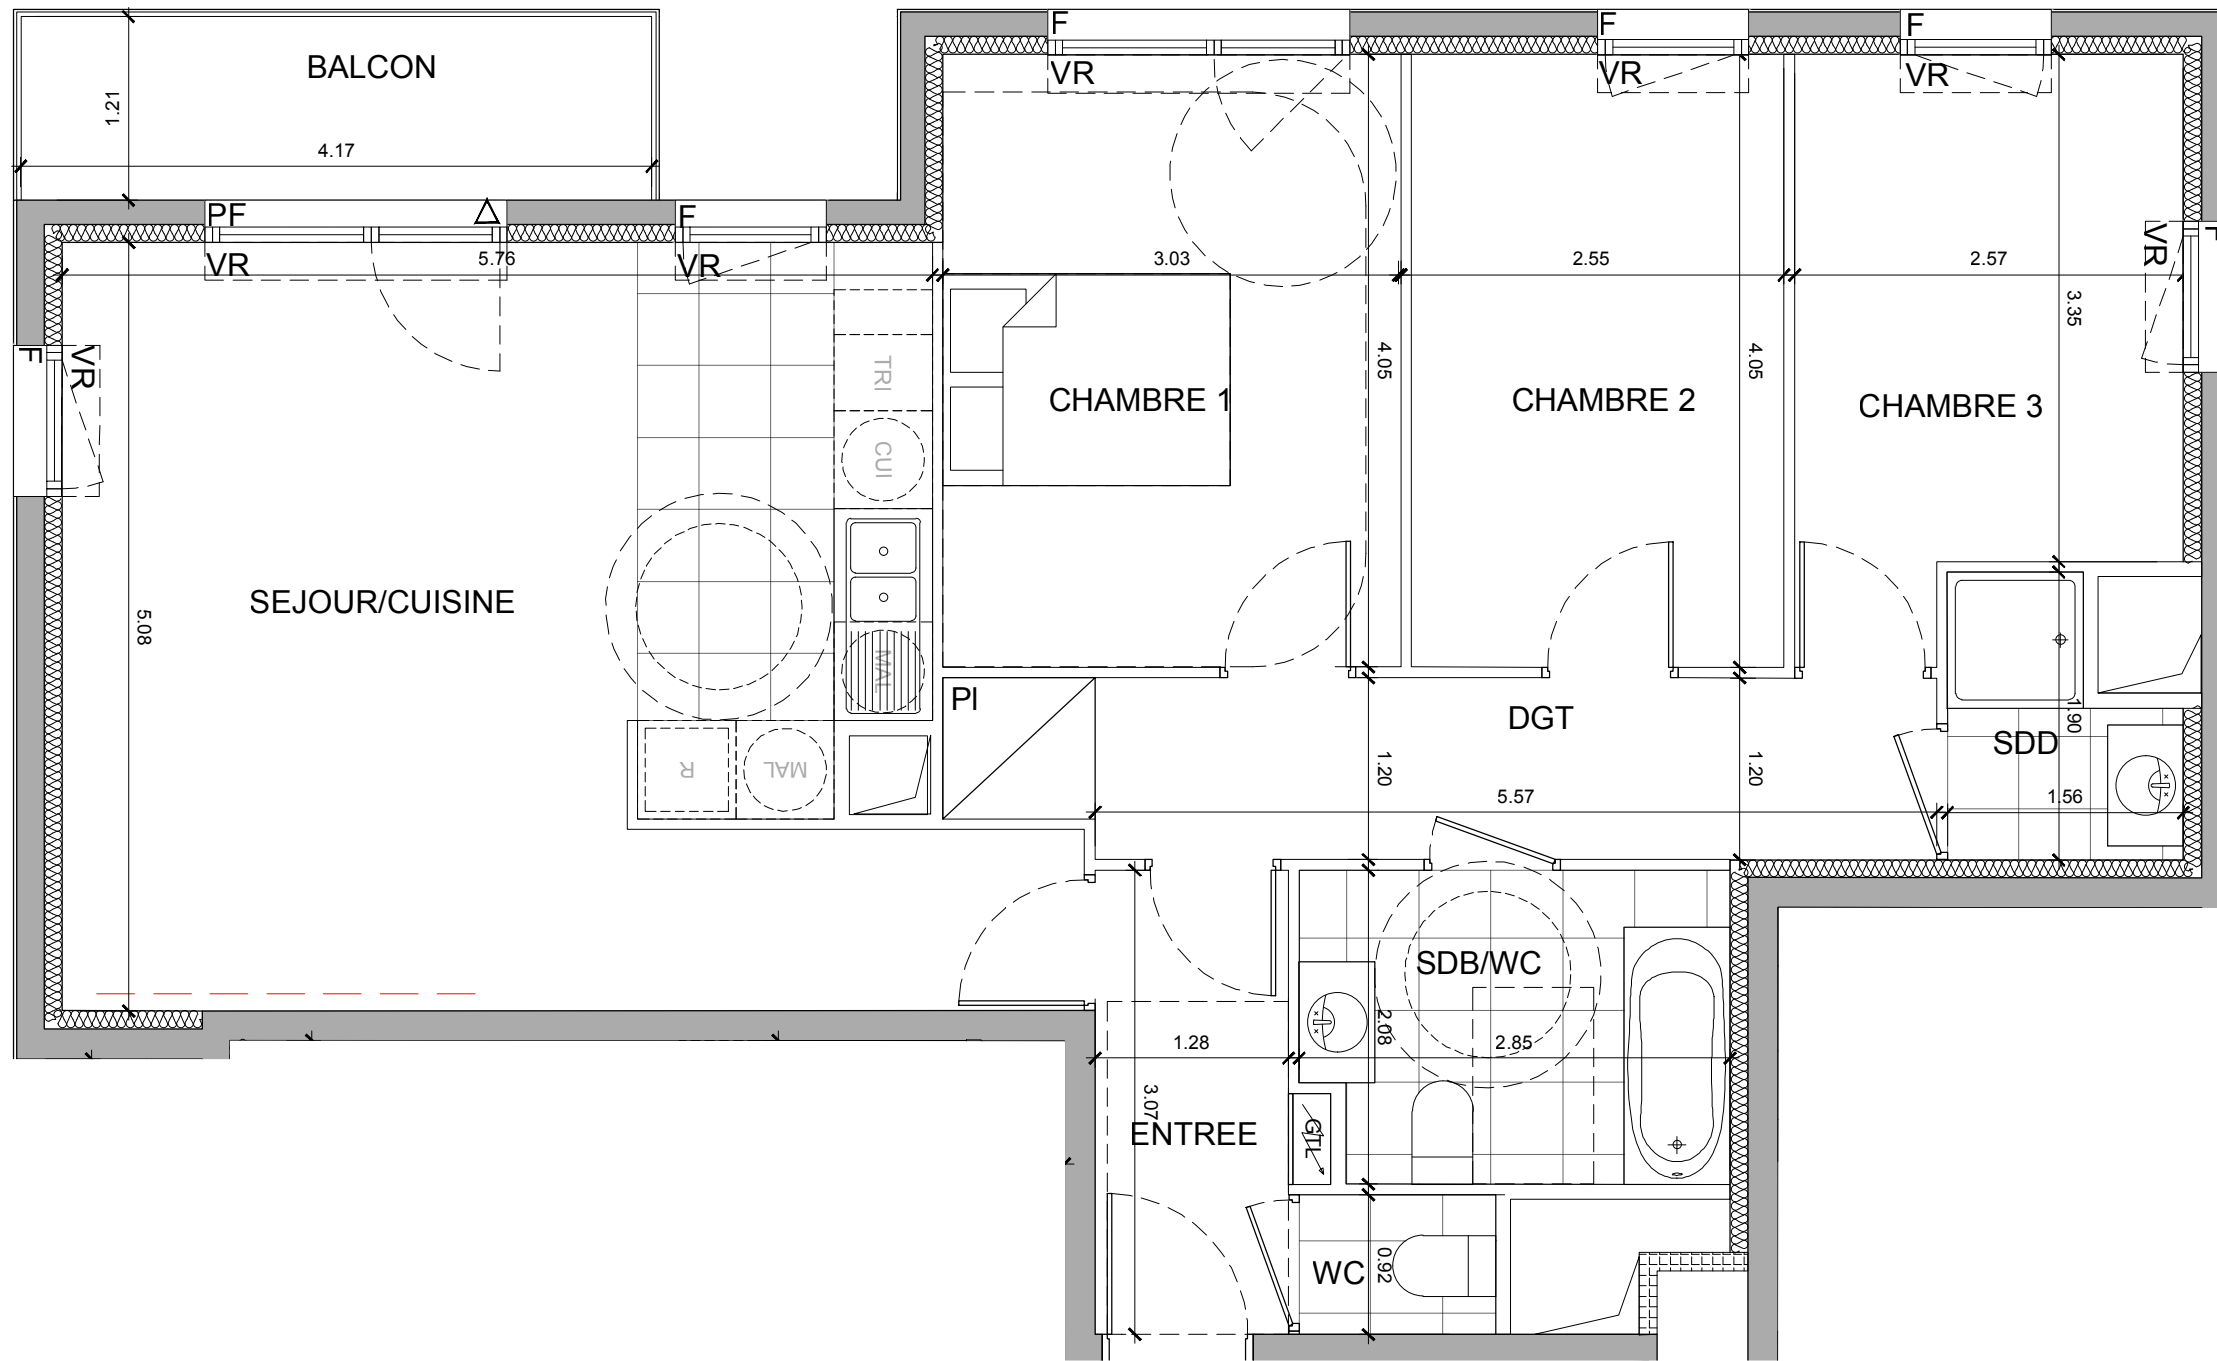 BALCON
1.21
4.17
PF
F
VR
5.76
VR
F
VR
5.08
SEJOUR/CUISINE
TRI
CUI
MAL
R
MAL
F
VR
3.03
4.05
CHAMBRE 1
F
VR
2.55
4.05
CHAMBRE 2
F
VR
2.57
3.35
F
VR
CHAMBRE 3
PI
DGT
1.20
1.20
5.57
SDD
1.90
1.56
SDB/WC
2.08
2.85
1.28
3.07
ENTREE
GTL
WC
0.92